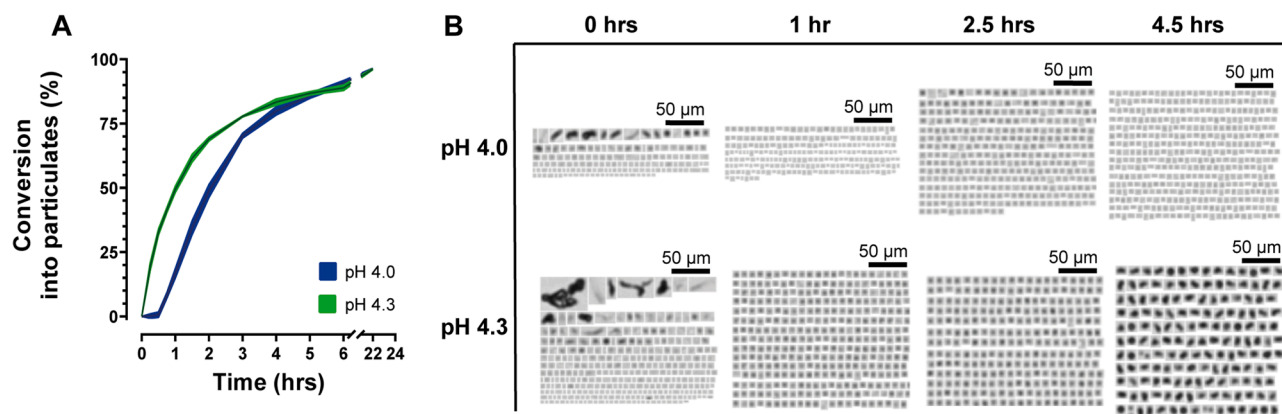 A
Conversion
into particulates (%)
100
75
50
25
0
pH 4.0
pH 4.3
0 1 2 3 4 5 6 22 24
Time (hrs)
B
0 hrs 1 hr 2.5 hrs 4.5 hrs
pH 4.0
50 µm 50 µm 50 µm 50 µm
pH 4.3
50 µm 50 µm 50 µm 50 µm